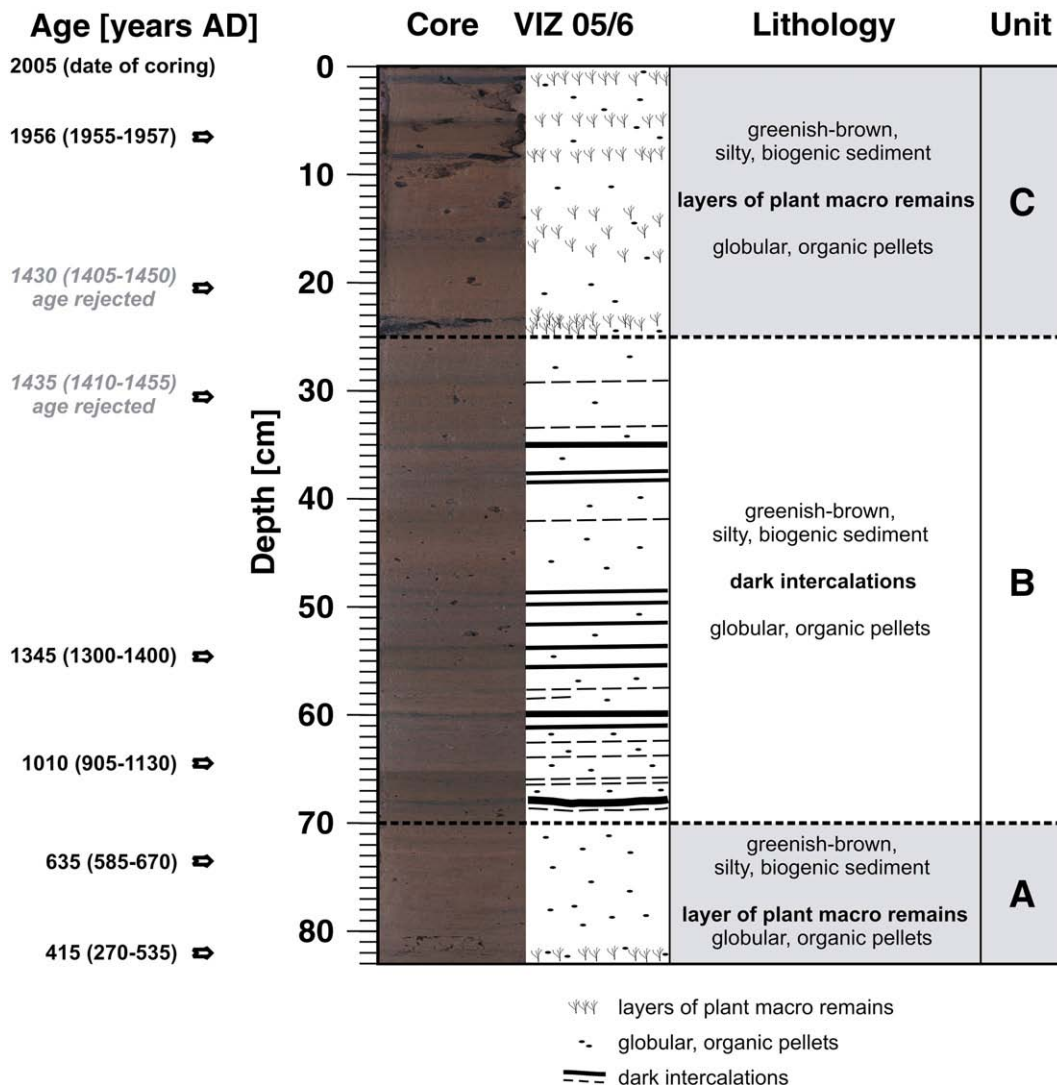 Age [years AD]
Core
VIZ 05/6
Lithology
Unit
2005 (date of coring)
1956 (1955-1957)
1430 (1405-1450)
age rejected
1435 (1410-1455)
age rejected
1345 (1300-1400)
1010 (905-1130)
635 (585-670)
415 (270-535)
Depth [cm]
0
10
20
30
40
50
60
70
80
greenish-brown,
silty, biogenic sediment
layers of plant macro remains
globular, organic pellets
C
greenish-brown,
silty, biogenic sediment
dark intercalations
globular, organic pellets
B
greenish-brown,
silty, biogenic sediment
layer of plant macro remains
globular, organic pellets
A
layers of plant macro remains
globular, organic pellets
dark intercalations